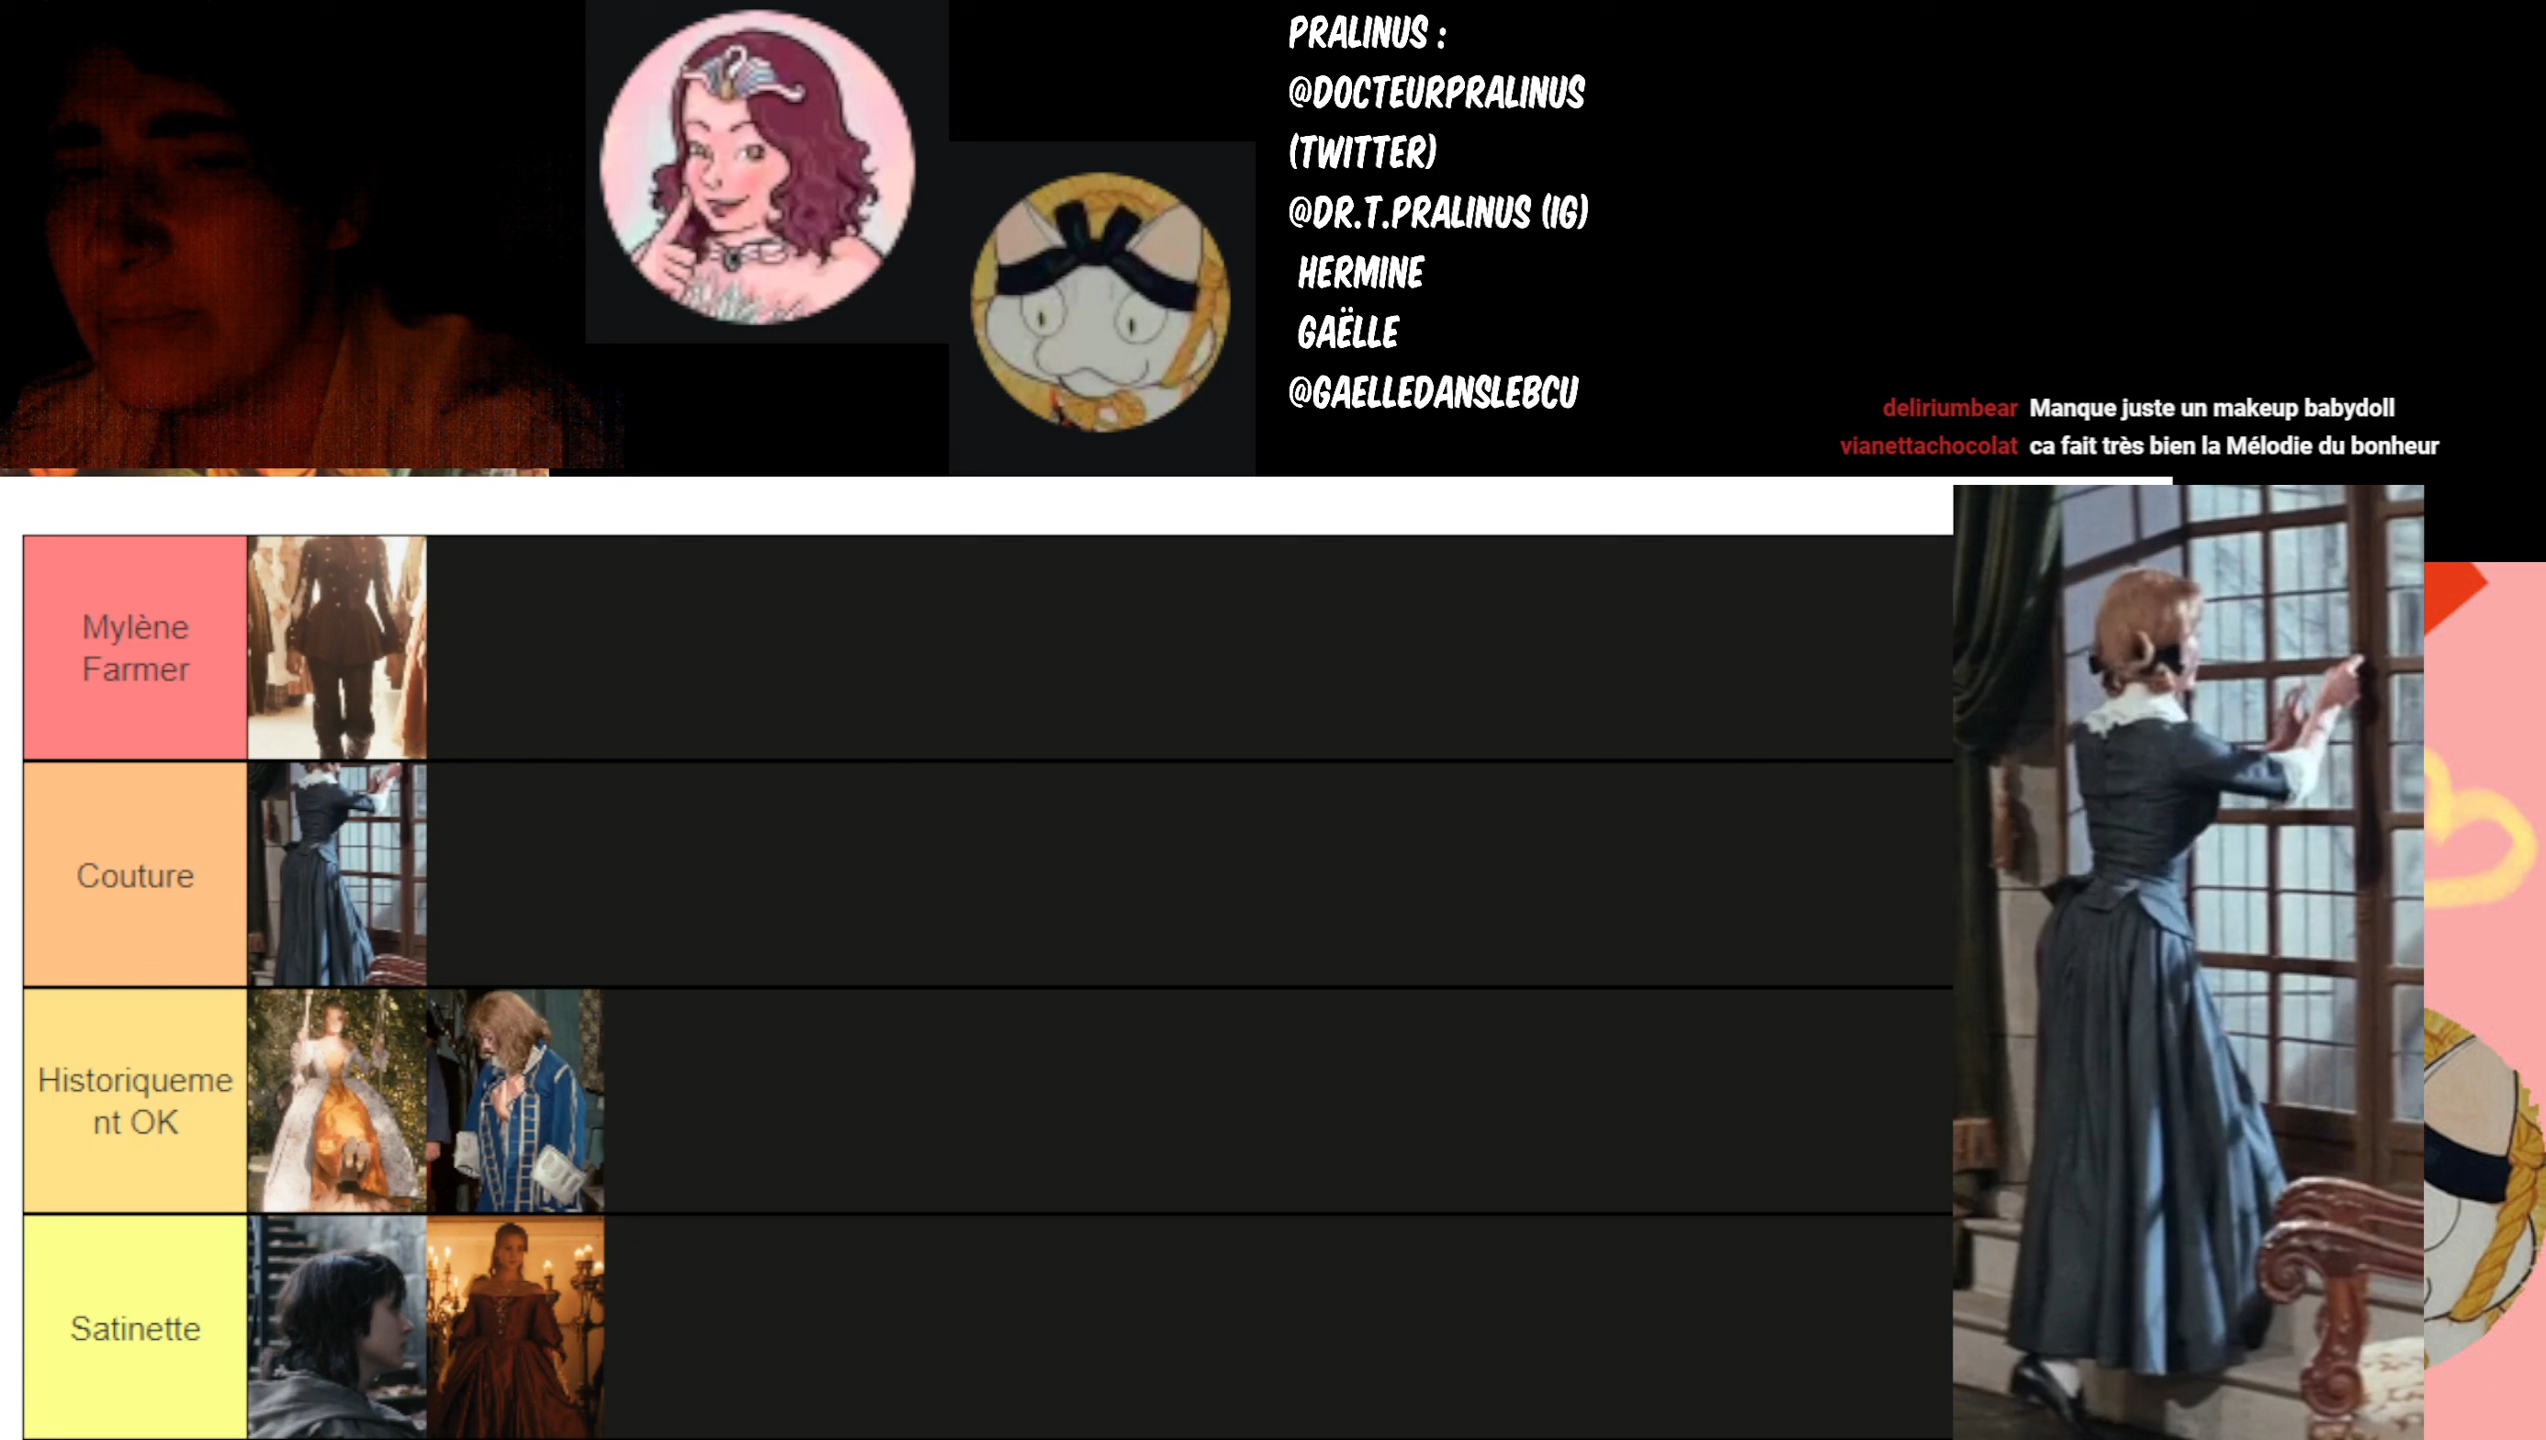 PRALINUS :
@DOCTEURPRALINUS
(TWITTER)
@DR.T.PRALINUS (IG)
HERMINE
GAËLLE
@GAELLEDANSLEBCU
deliriumbear Manque juste un makeup babydoll
vianettachocolat ca fait très bien la Mélodie du bonheur
Mylène
Farmer
Couture
Historiqueme
nt OK
Satinette